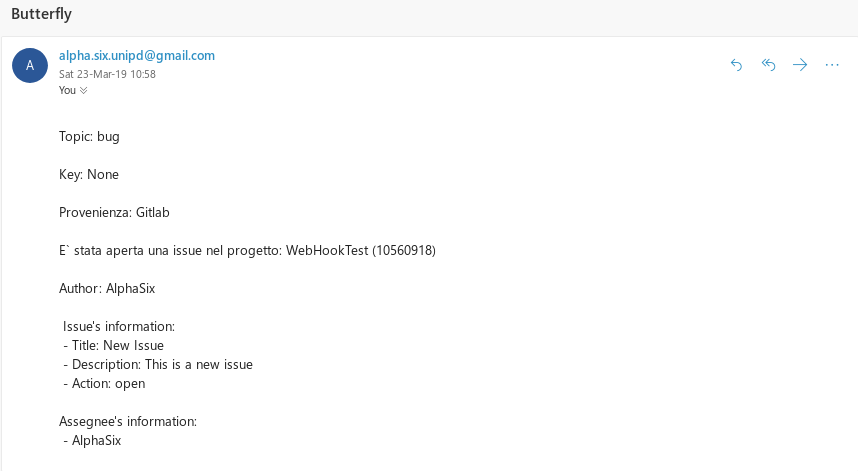 Butterfly
A
alpha.six.unipd@gmail.com
Sat 23-Mar-19 10:58
You
Topic: bug
Key: None
Provenienza: Gitlab
E` stata aperta una issue nel progetto: WebHookTest (10560918)
Author: AlphaSix
Issue's information:
- Title: New Issue
- Description: This is a new issue
- Action: open
Assegnee's information:
- AlphaSix